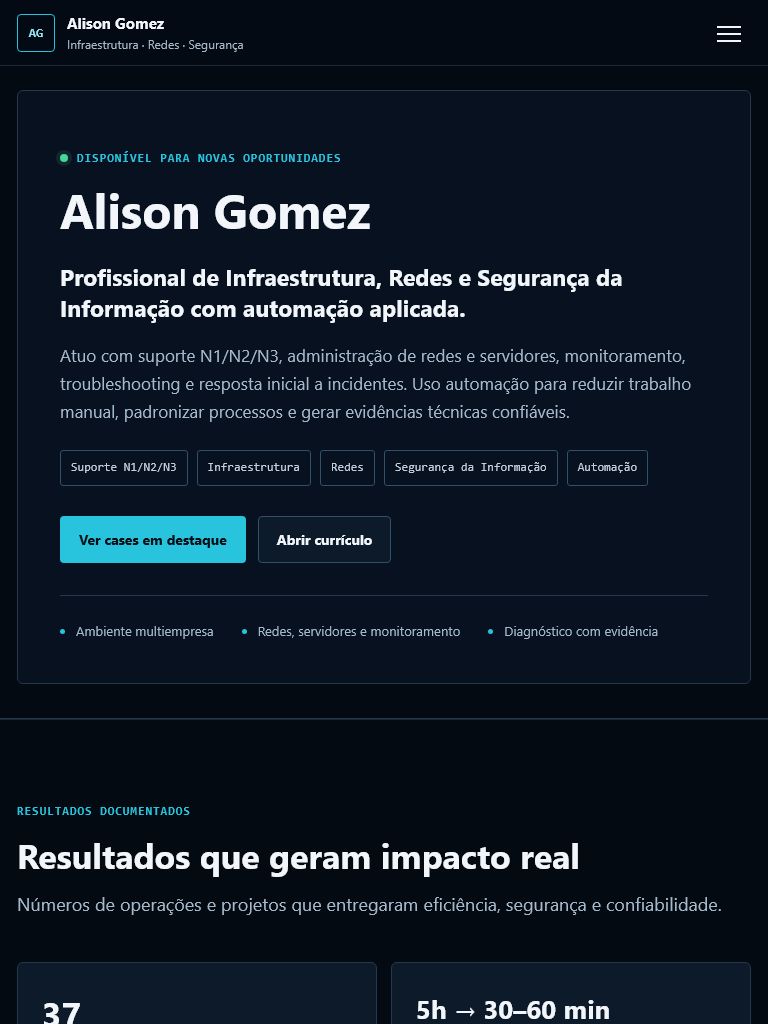 AG
Alison Gomez
Infraestrutura · Redes · Segurança
DISPONÍVEL PARA NOVAS OPORTUNIDADES
Alison Gomez
Profissional de Infraestrutura, Redes e Segurança da
Informação com automação aplicada.
Atuo com suporte N1/N2/N3, administração de redes e servidores, monitoramento,
troubleshooting e resposta inicial a incidentes. Uso automação para reduzir trabalho
manual, padronizar processos e gerar evidências técnicas confiáveis.
Suporte N1/N2/N3 Infraestrutura Redes Segurança da Informação Automação
Ver cases em destaque Abrir currículo
Ambiente multiempresa Redes, servidores e monitoramento Diagnóstico com evidência
RESULTADOS DOCUMENTADOS
Resultados que geram impacto real
Números de operações e projetos que entregaram eficiência, segurança e confiabilidade.
37 5h → 30–60 min